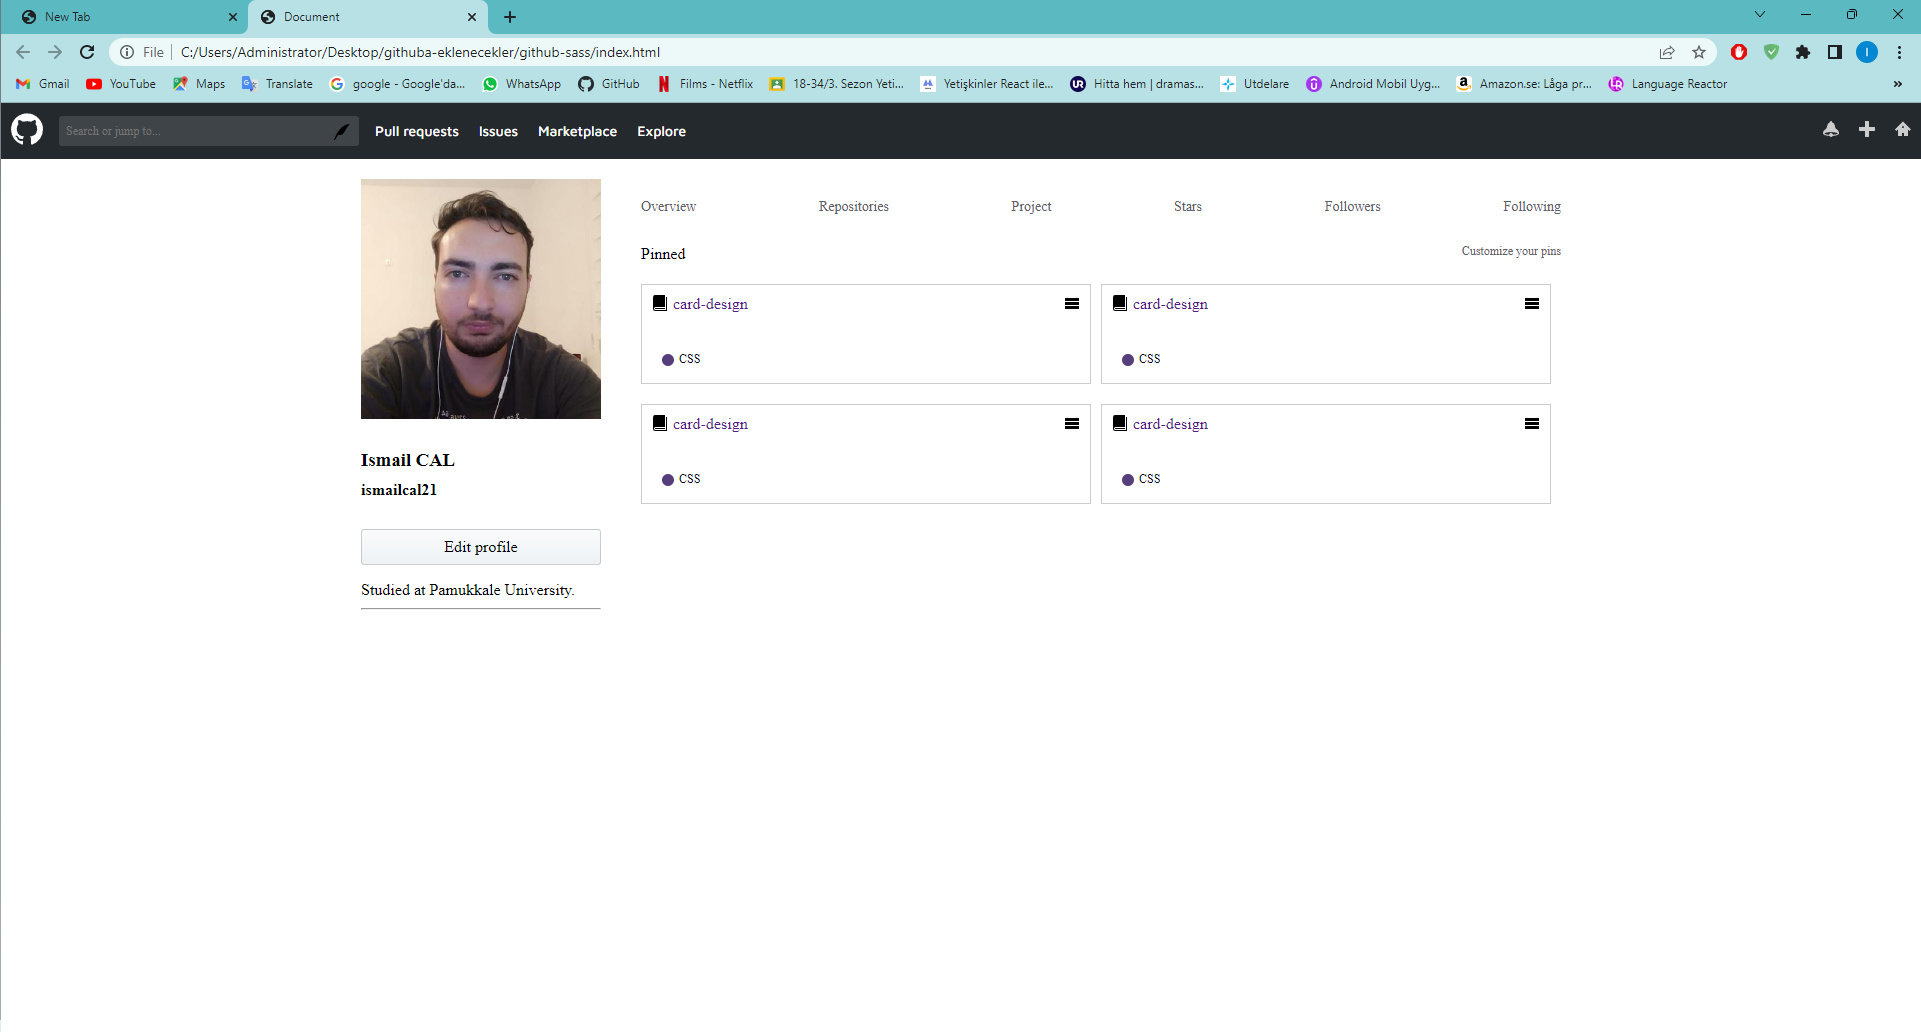 New Tab
Document
File C:/Users/Administrator/Desktop/githuba-eklenecekler/github-sass/index.html
I
Gmail YouTube Maps Translate google - Google'da... WhatsApp GitHub Films - Netflix 18-34/3. Sezon Yeti... Yetişkinler React ile... Hitta hem | dramas... Utdelare Android Mobil Uyg... Amazon.se: Låga pr... Language Reactor »
Search or jump to... Pull requests Issues Marketplace Explore
Overview Repositories Project Stars Followers Following
Pinned Customize your pins
card-design
CSS
card-design
CSS
card-design
CSS
card-design
CSS
Ismail CAL
ismailcal21
Edit profile
Studied at Pamukkale University.